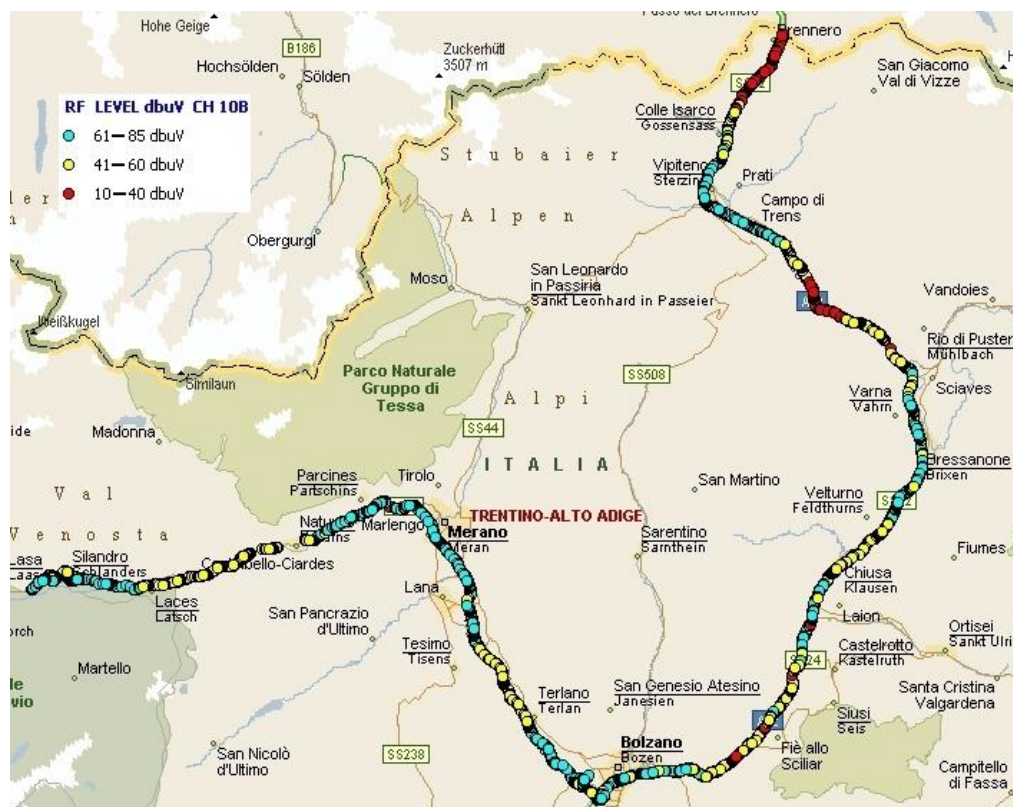 Hohe Geige
Passo del Brennero
Brennero
B186
Zuckerhütl
3507 m
Hochsölden
Sölden
San Giacomo
Val di Vizze
RF LEVEL dbuV CH 10B
61-85 dbuV
41-60 dbuV
10-40 dbuV
Colle Isarco
Gossensass
Stubaier
Vipiteno
Sterzing
Prati
Alpen
Campo di
Trens
Obergurgl
San Leonardo
in Passiria
Sankt Leonhard in Passeier
Moso
Vandoies
Weißkugel
Rio di Puster
Mühlbach
Similaun
Parco Naturale
Gruppo di
Tessa
SS508
Sciaves
Alpi
Varna
Vahrn
SS44
Madonna
ITALIA
Bressanone
Brixen
Parcines
Partschins
Tirolo
San Martino
Val
Velturno
Feldthurns
Marlengo
TRENTINO-ALTO ADIGE
Merano
Meran
Venosta
Sarentino
Sarnthein
Silandro
Schlanders
Lasa
Laas
Fiumes
Chiusa
Klausen
Lana
Laces
Latsch
San Pancrazio
d'Ultimo
Laion
Ortisei
Sankt Ulri
Tesimo
Tisens
Castelrotto
Kastelruth
Martello
San Genesio Atesino
Jenesien
Santa Cristina
Valgardena
Terlano
Terlan
Siusi
Seis
Bolzano
Bozen
Fiè allo
Sciliar
San Nicolò
d'Ultimo
SS238
Campitello
di Fassa